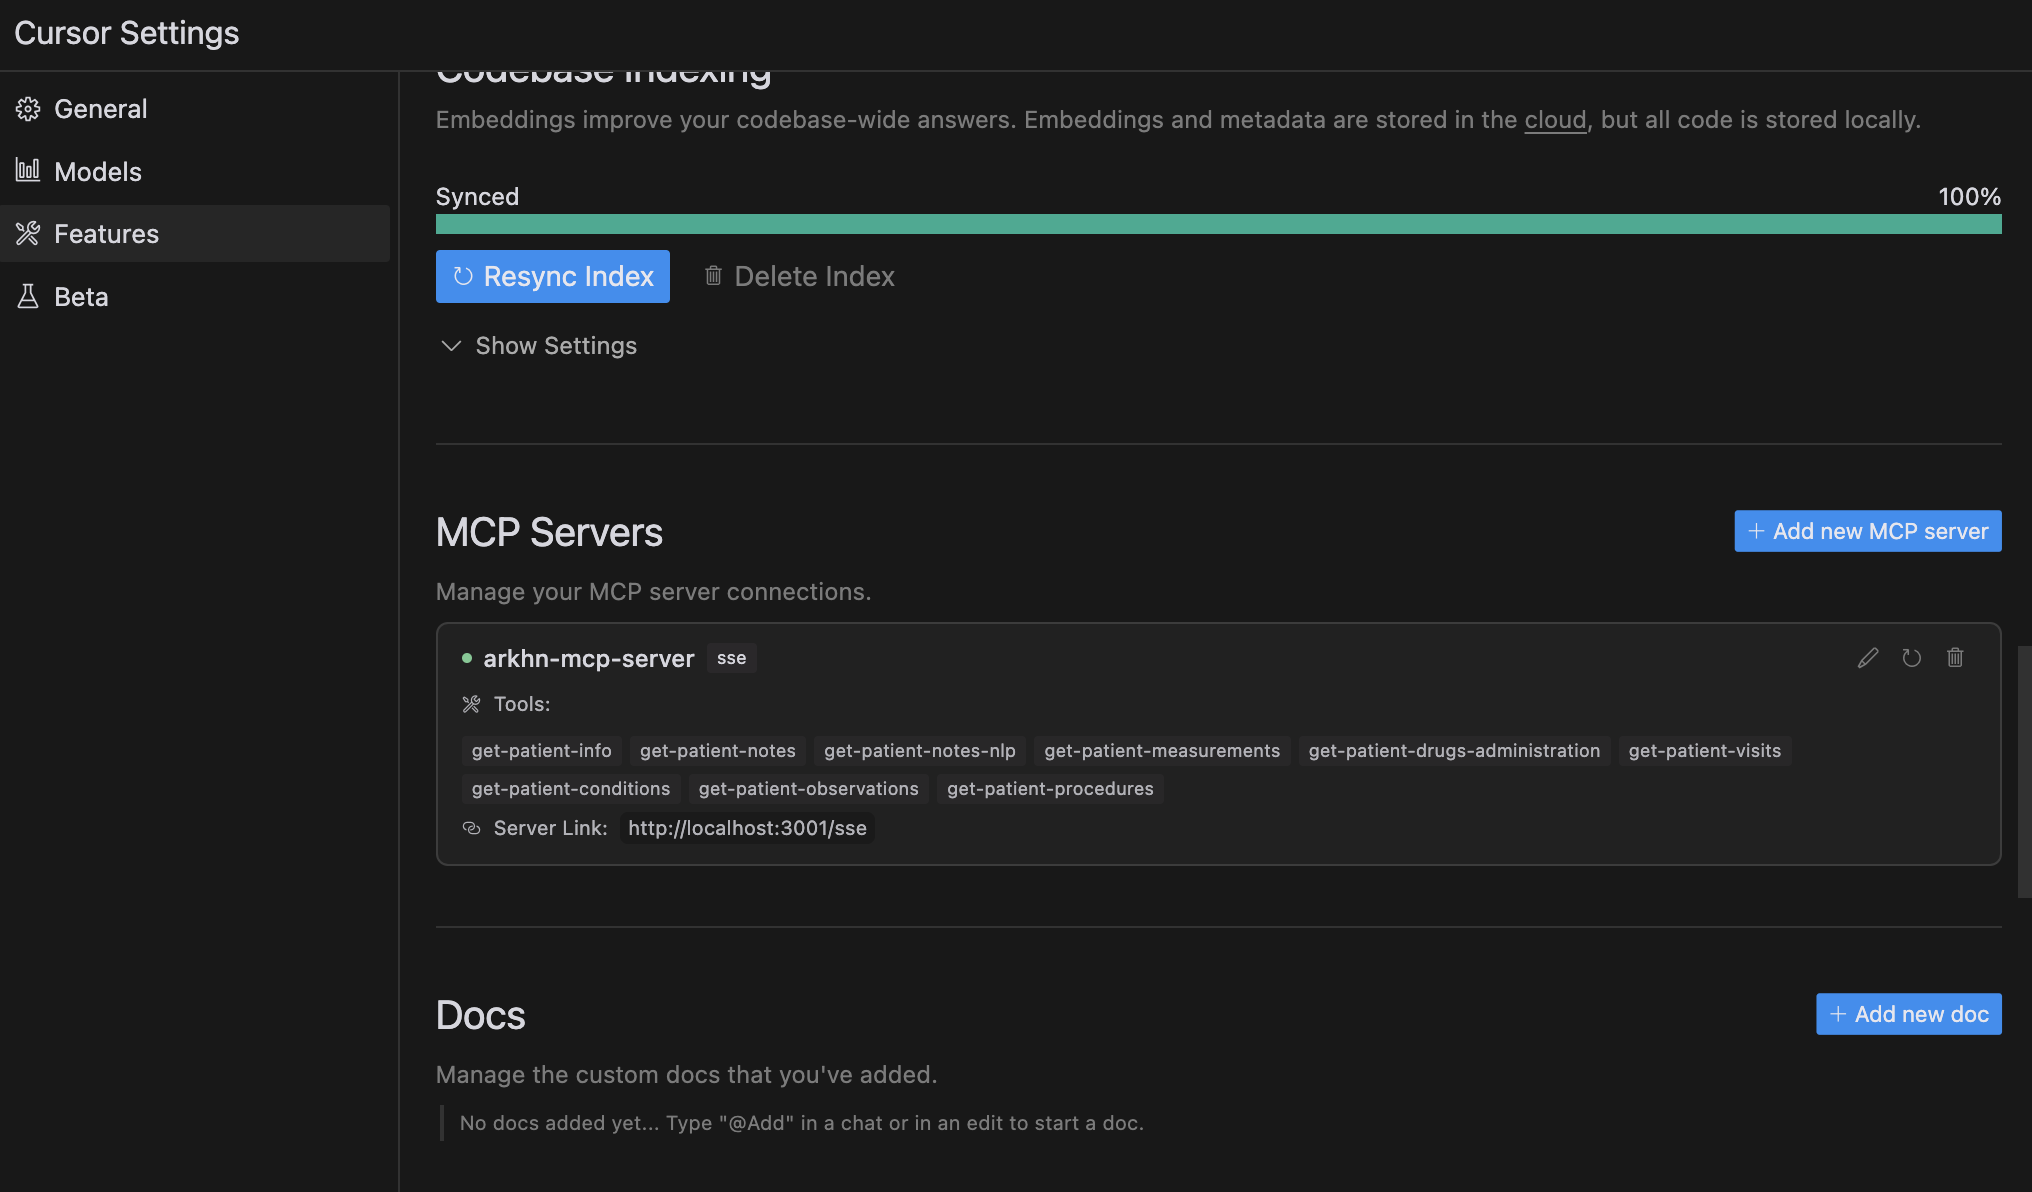 Cursor Settings
General
Models
Features
Beta
Codebase Indexing
Embeddings improve your codebase-wide answers. Embeddings and metadata are stored in the cloud, but all code is stored locally.
Synced 100%
Resync Index Delete Index
Show Settings
MCP Servers + Add new MCP server
Manage your MCP server connections.
arkhn-mcp-server sse
Tools:
get-patient-info get-patient-notes get-patient-notes-nlp get-patient-measurements get-patient-drugs-administration get-patient-visits
get-patient-conditions get-patient-observations get-patient-procedures
Server Link: http://localhost:3001/sse
Docs + Add new doc
Manage the custom docs that you've added.
No docs added yet... Type "@Add" in a chat or in an edit to start a doc.